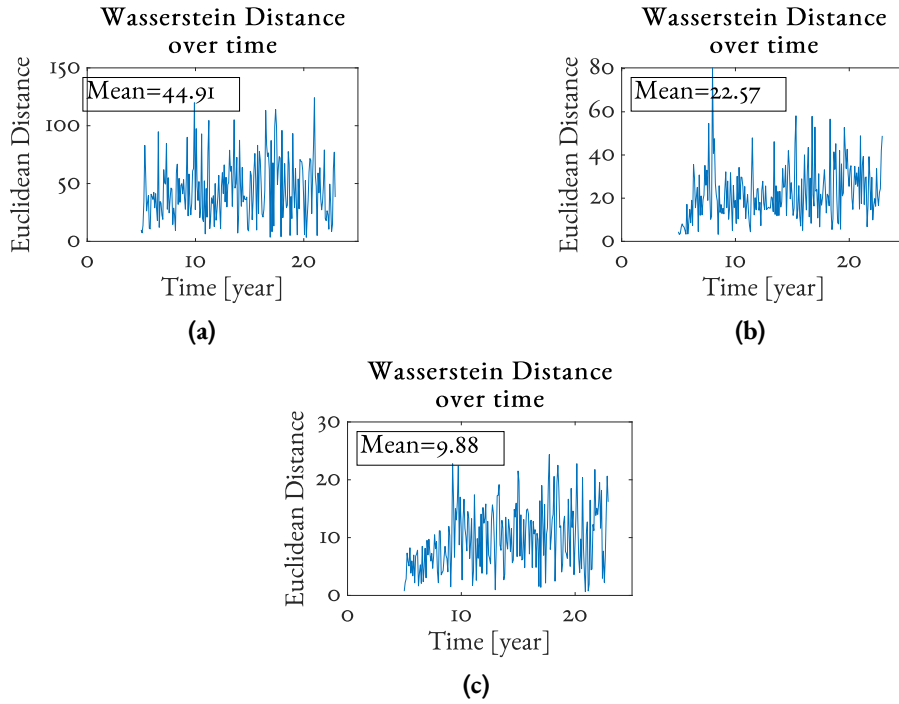 Wasserstein Distance
over time
Euclidean Distance
150
100
50
0
Mean=44.91
0 10 20
Time [year]
(a)
Wasserstein Distance
over time
Euclidean Distance
80
60
40
20
0
Mean=22.57
0 10 20
Time [year]
(b)
Wasserstein Distance
over time
Euclidean Distance
30
20
10
0
Mean=9.88
0 10 20
Time [year]
(c)